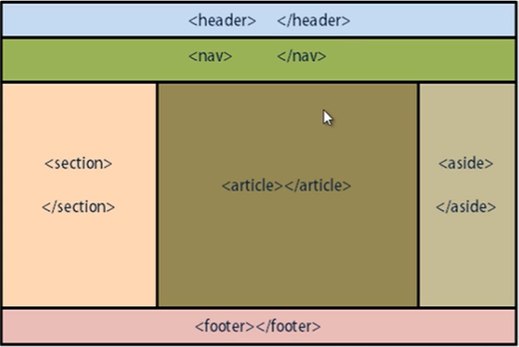 <header> </header>
<nav> </nav>
<section>
</section>
<article></article>
<aside>
</aside>
<footer></footer>